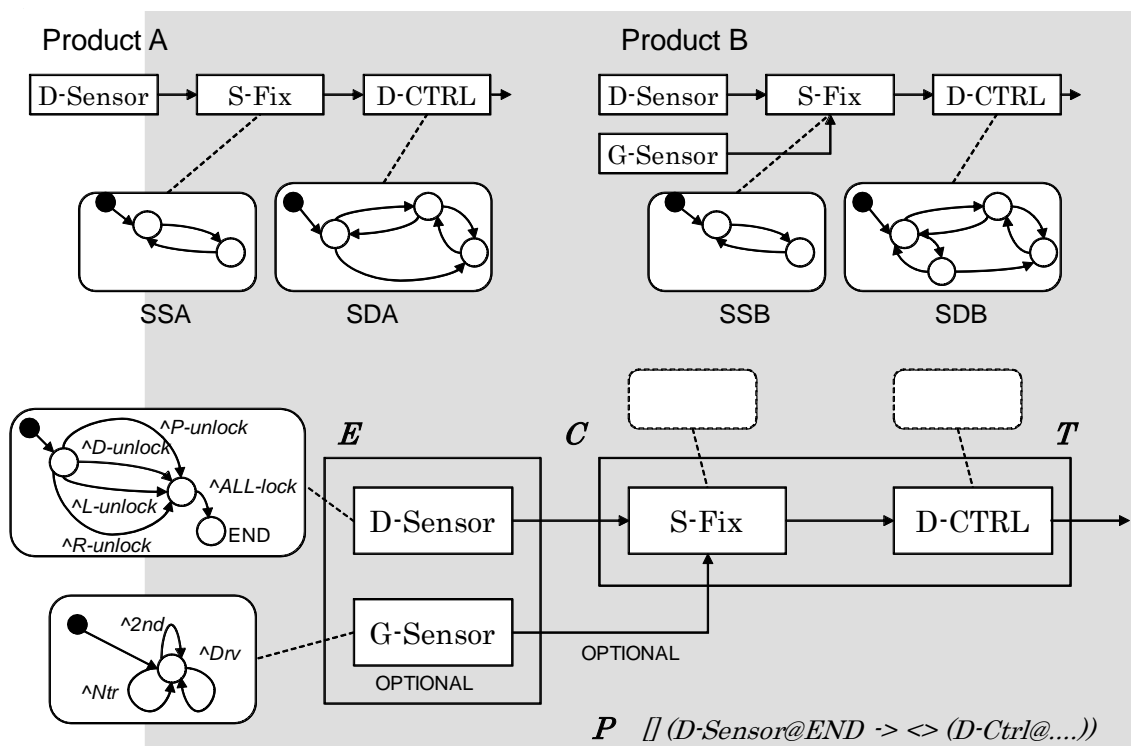 Product A
Product B
D-Sensor
S-Fix
D-CTRL
D-Sensor
S-Fix
D-CTRL
G-Sensor
SSA
SDA
SSB
SDB
^P-unlock
^D-unlock
^L-unlock
^R-unlock
^ALL-lock
END
E
C
T
D-Sensor
S-Fix
D-CTRL
^2nd
^Drv
^Ntr
G-Sensor
OPTIONAL
OPTIONAL
P [] (D-Sensor@END -> <> (D-Ctrl@....))